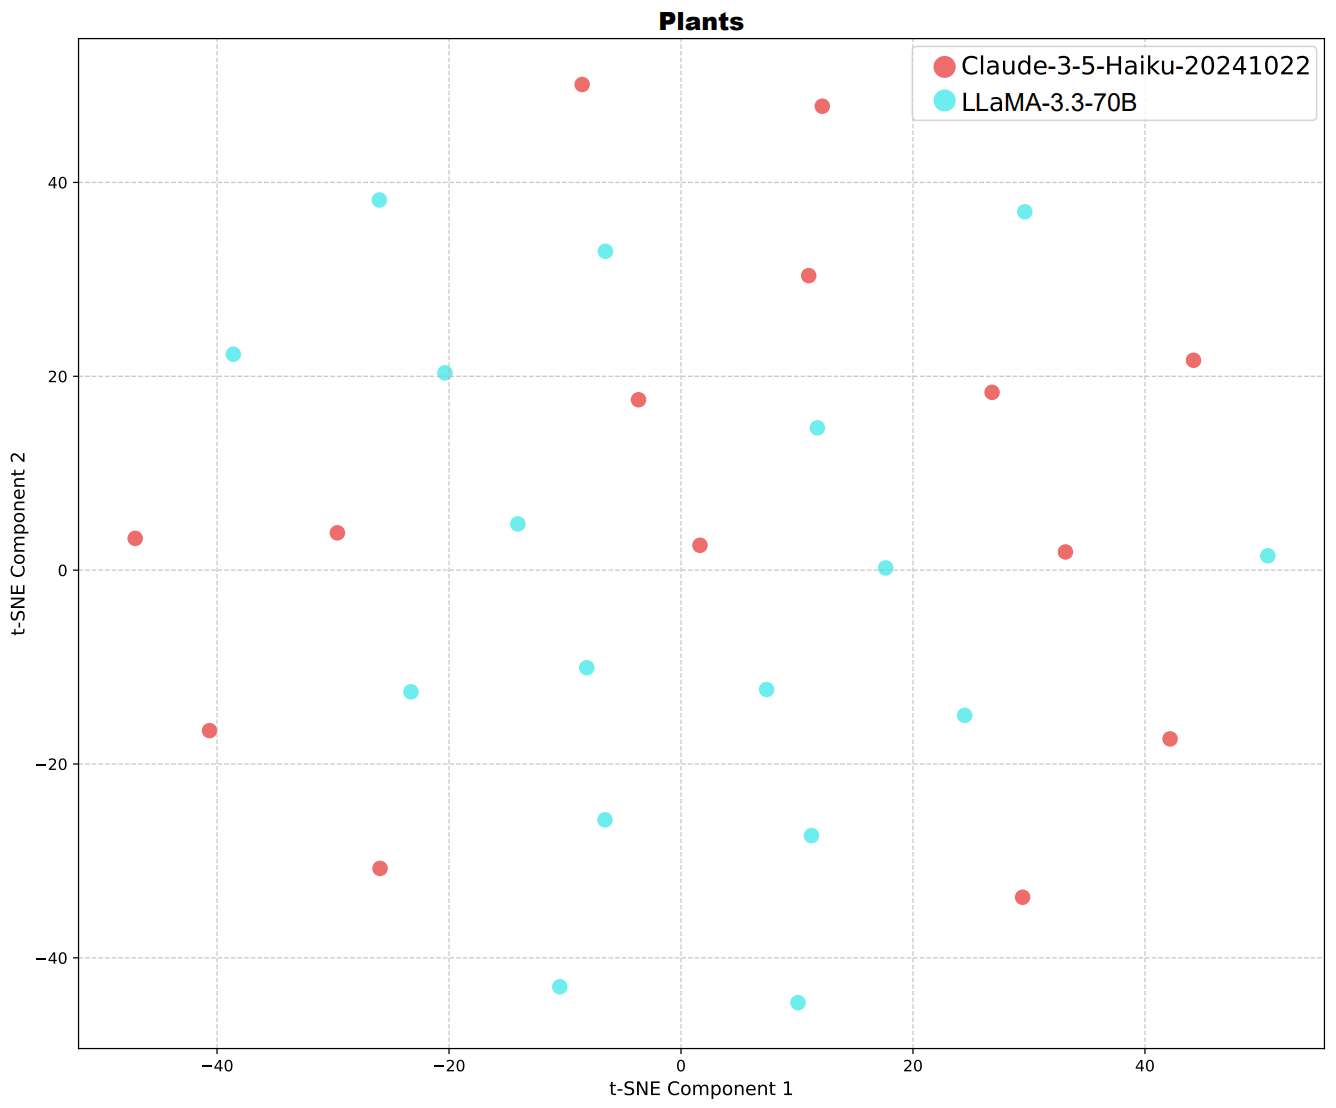 Plants
Claude-3-5-Haiku-20241022
LLaMA-3.3-70B
40
20
0
−20
−40
t-SNE Component 2
−40 −20 0 20 40
t-SNE Component 1